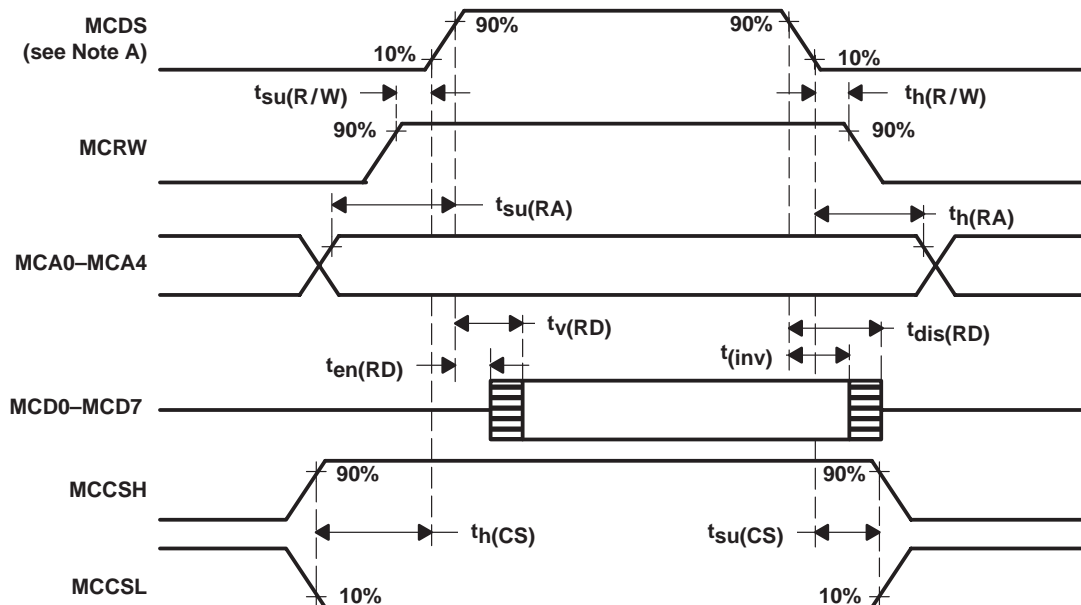 MCDS
(see Note A)
90%
90%
10%
10%
tsu(R/W)
th(R/W)
90%
90%
MCRW
tsu(RA)
th(RA)
MCA0–MCA4
tv(RD)
tdis(RD)
t(inv)
ten(RD)
MCD0–MCD7
90%
90%
MCCSH
th(CS)
tsu(CS)
MCCSL
10%
10%